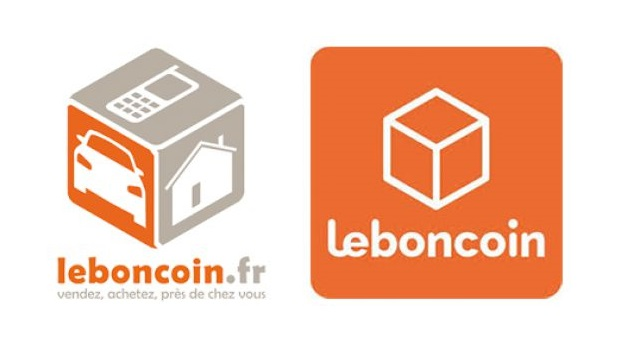 leboncoin.fr
vendez, achetez, près de chez vous
leboncoin